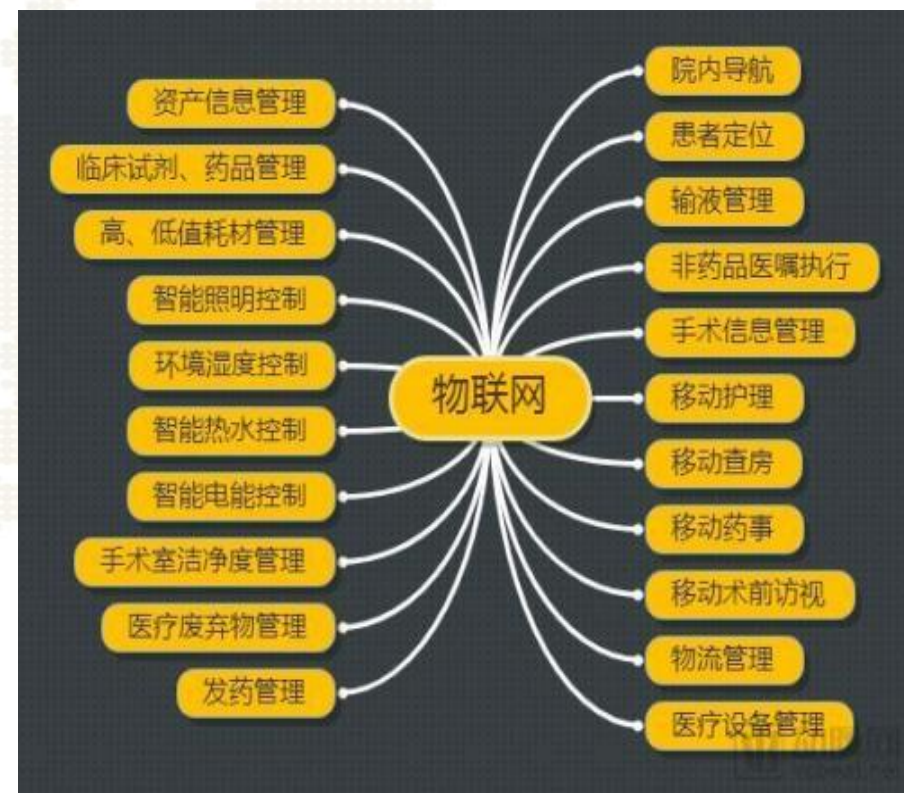 资产信息管理
临床试剂、药品管理
高、低值耗材管理
智能照明控制
环境湿度控制
智能热水控制
智能电能控制
手术室洁净度管理
医疗废弃物管理
发药管理
物联网
院内导航
患者定位
输液管理
非药品医嘱执行
手术信息管理
移动护理
移动查房
移动药事
移动术前访视
物流管理
医疗设备管理